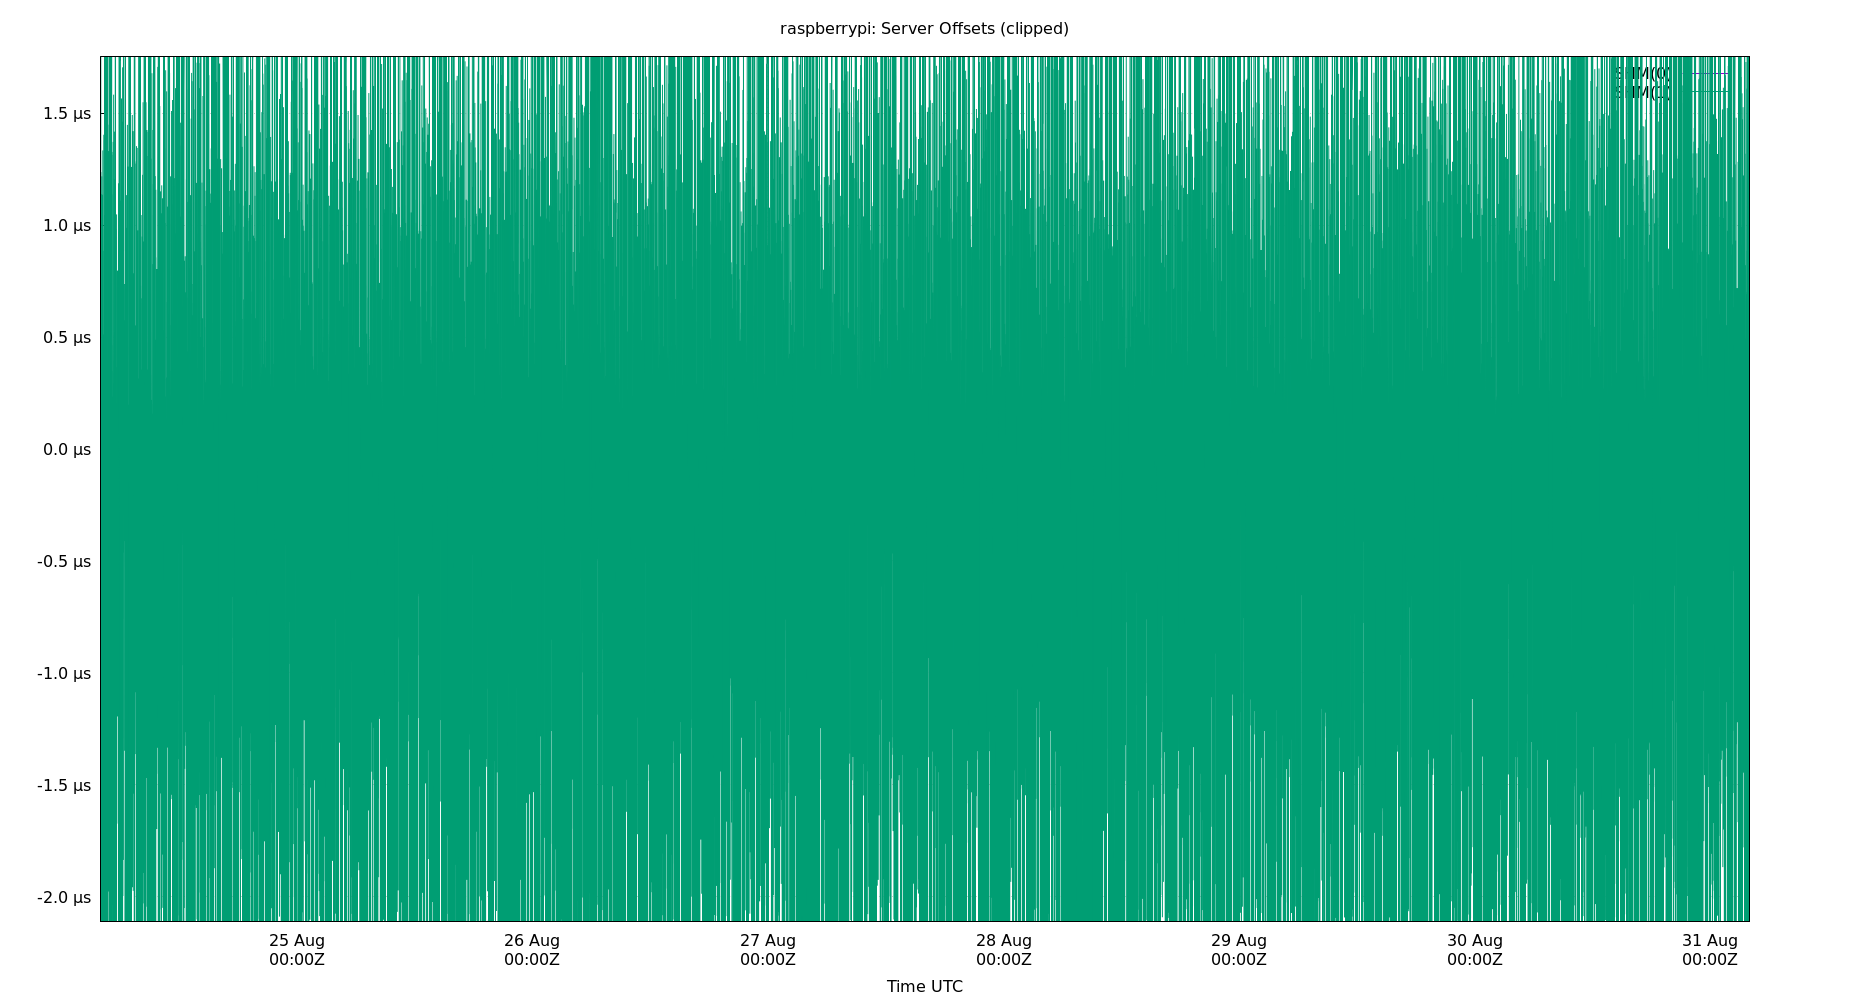 raspberrypi: Server Offsets (clipped)
SHM(0)
1.5 µs
1.0 µs
0.5 µs
0.0 µs
-0.5 µs
-1.0 µs
-1.5 µs
-2.0 µs
25 Aug 26 Aug 27 Aug 28 Aug 29 Aug 30 Aug 31 Aug
00:00Z 00:00Z 00:00Z 00:00Z 00:00Z 00:00Z 00:00Z
Time UTC